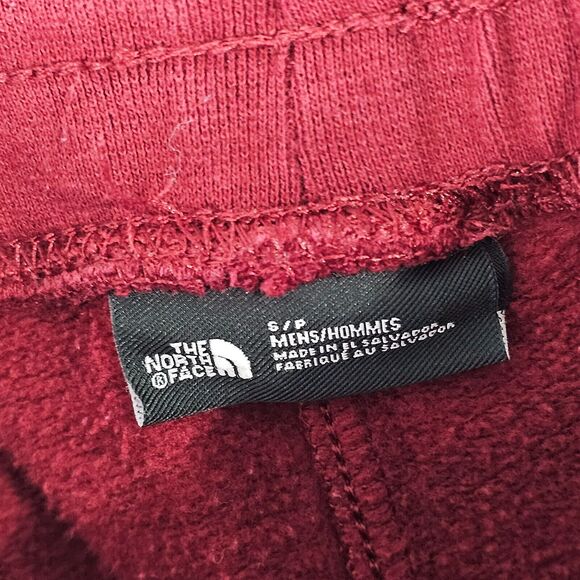 THE
NORTH
®FACE
S/P
MENS/HOMMES
MADE IN EL SALVADOR
FABRIQUÉ AU SALVADOR